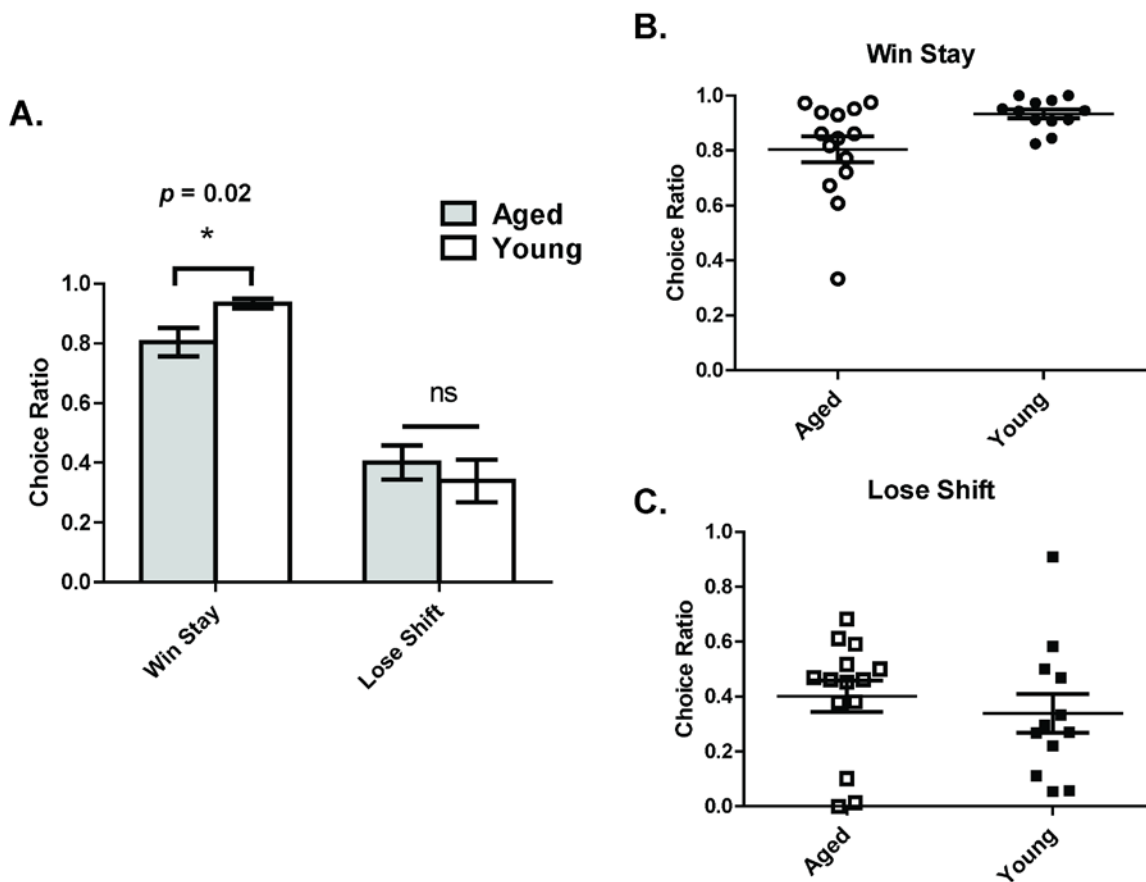 A.
p = 0.02
*
Aged
Young
ns
Choice Ratio
1.0
0.8
0.6
0.4
0.2
0.0
Win Stay
Lose Shift
B.
Win Stay
Choice Ratio
1.0
0.8
0.6
0.4
0.2
0.0
Aged
Young
C.
Lose Shift
Choice Ratio
1.0
0.8
0.6
0.4
0.2
0.0
Aged
Young